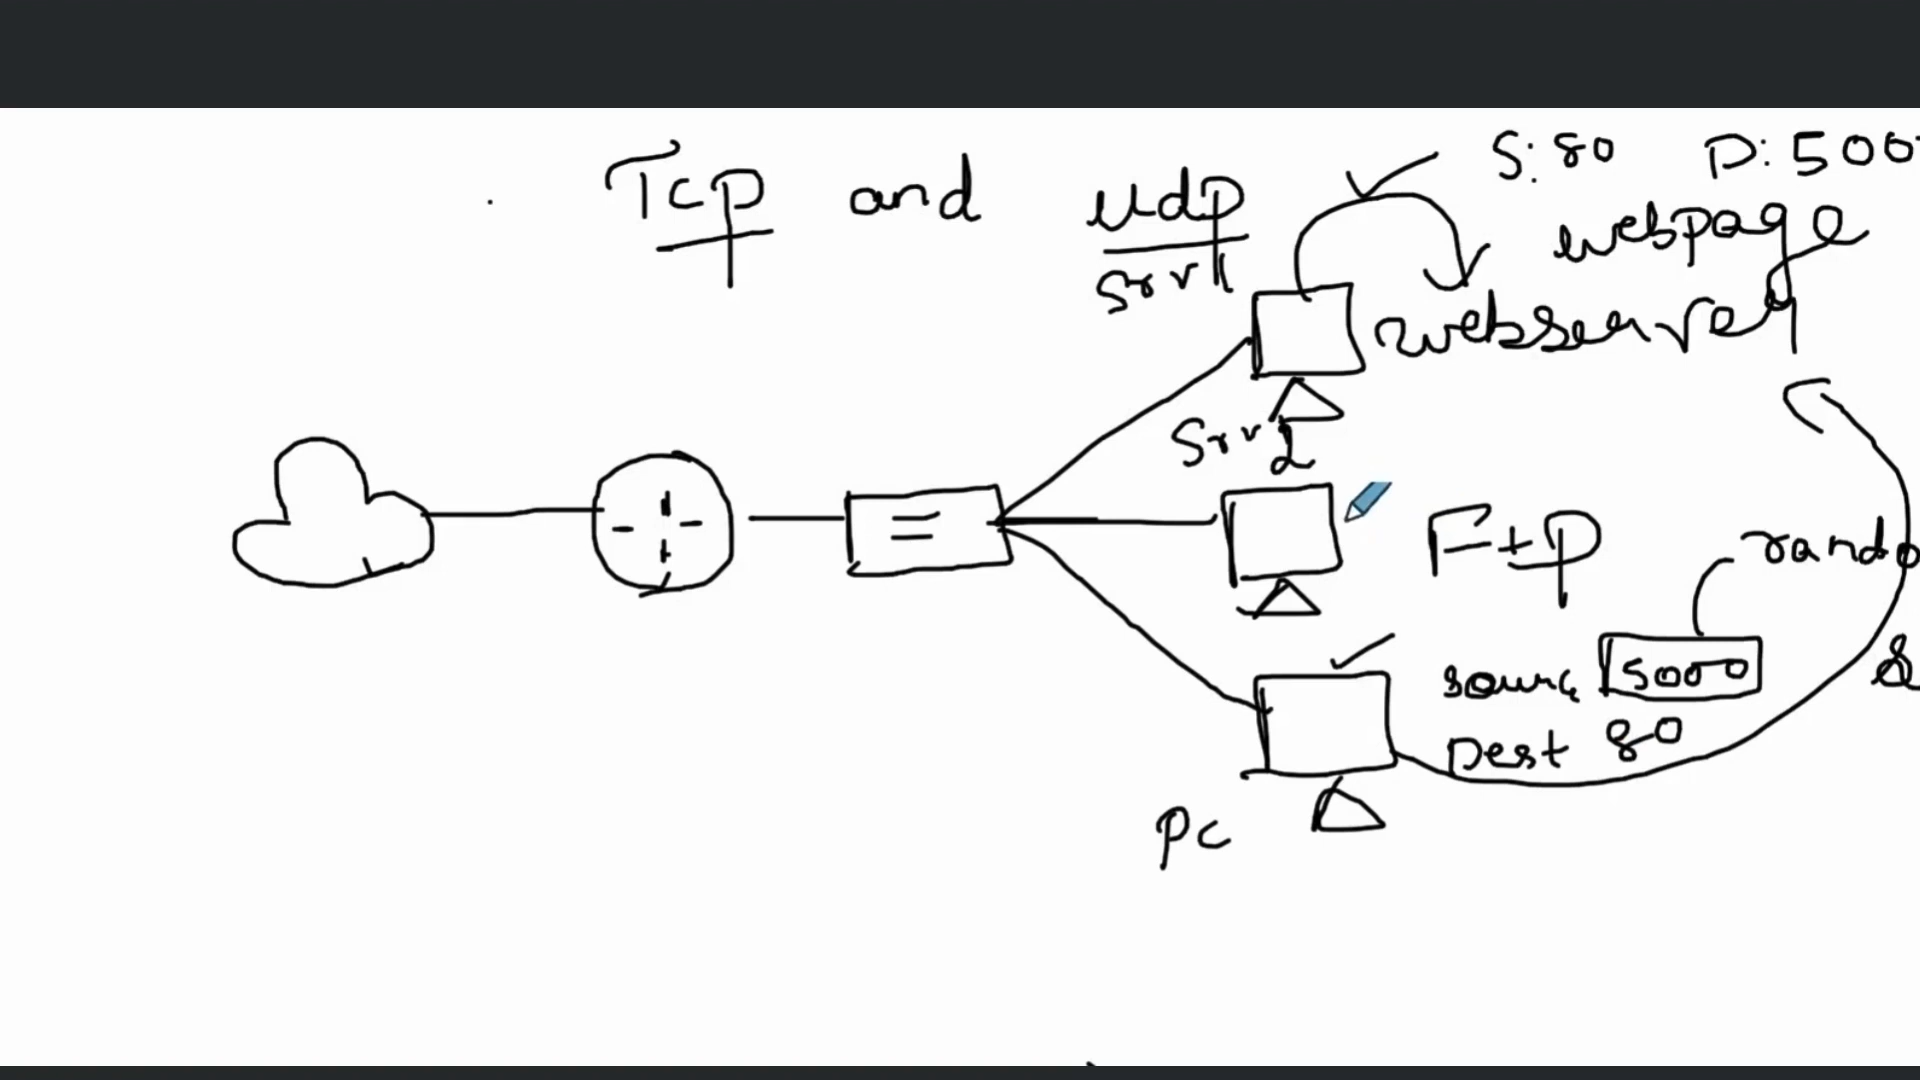 Tcp and udp
S: 80 D: 500
webpage
Srv1
webserver
Srv2
Ftp
rando
source 5000
Dest 80
&
PC